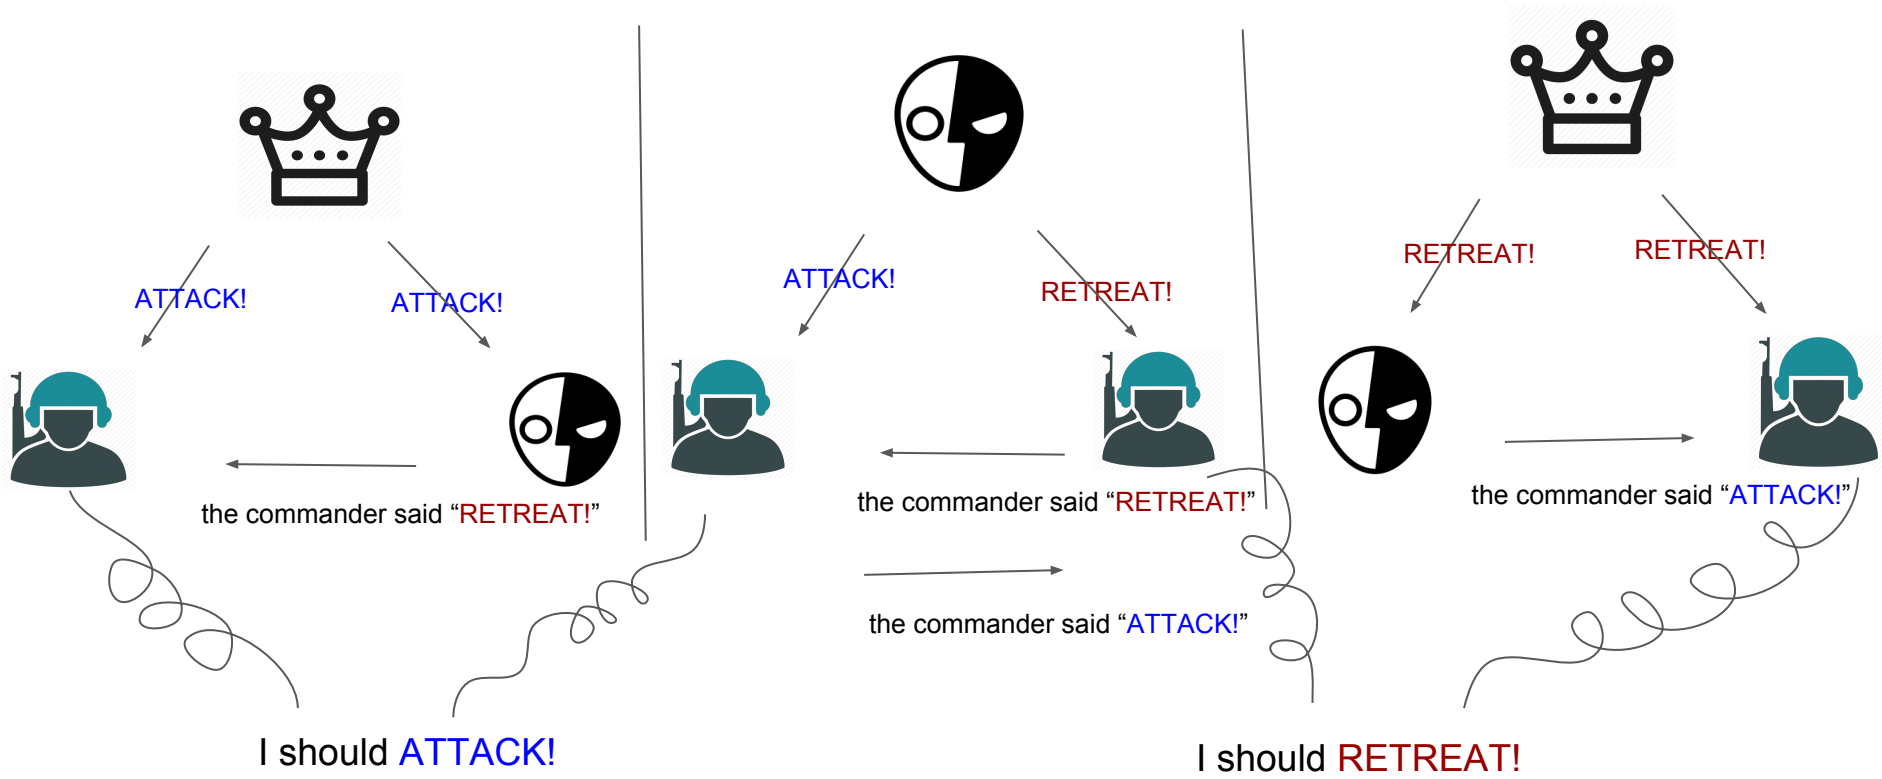 ATTACK!
ATTACK!
the commander said “RETREAT!”
ATTACK!
RETREAT!
the commander said “RETREAT!”
the commander said “ATTACK!”
RETREAT!
RETREAT!
the commander said “ATTACK!”
I should ATTACK!
I should RETREAT!